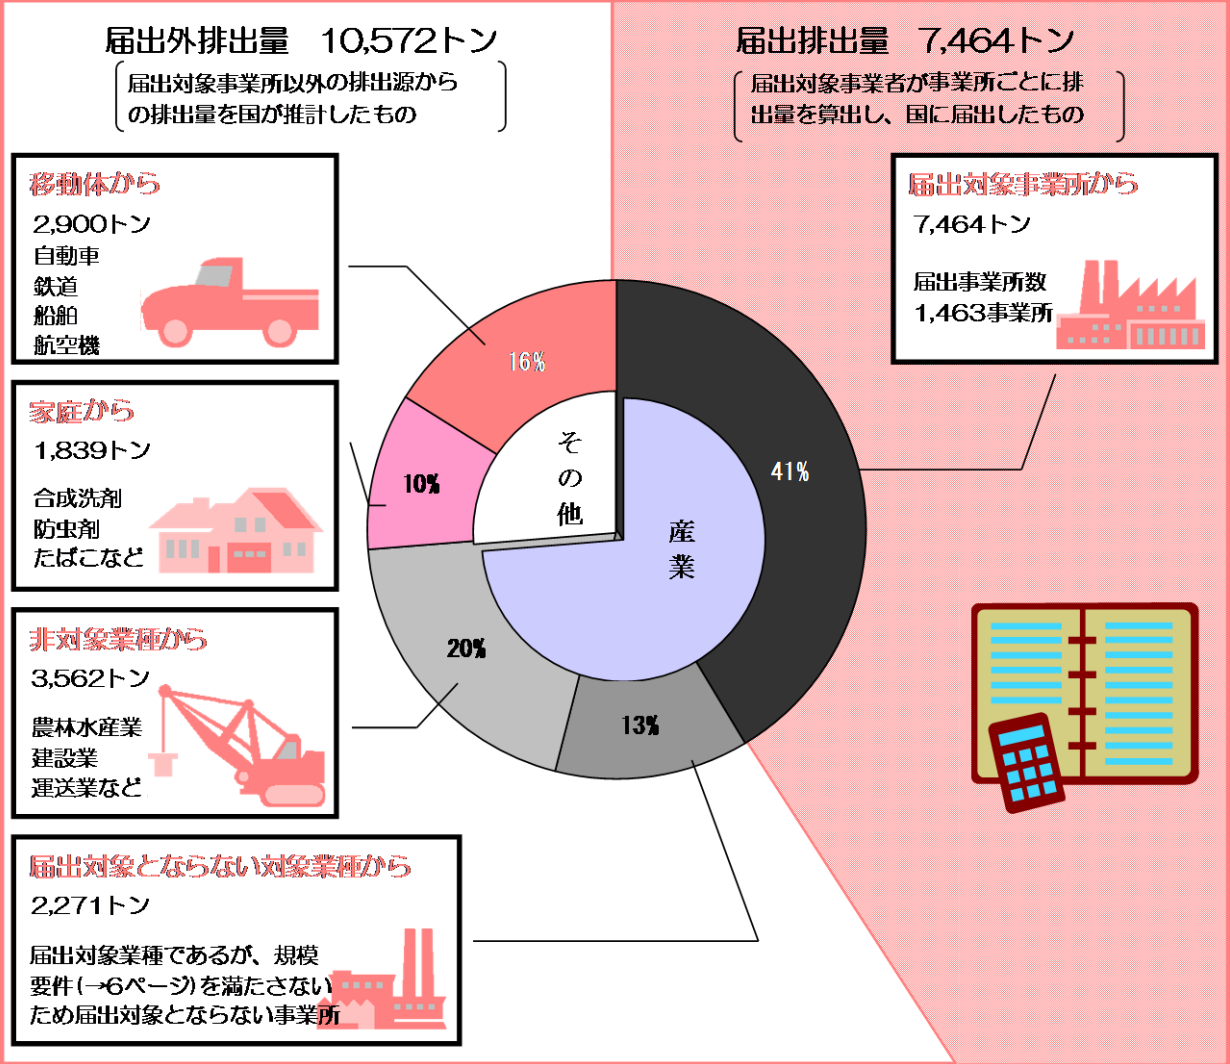 届出外排出量　10,572トン
届出対象事業所以外の排出源から
の排出量を国が推計したもの
届出排出量　7,464トン
届出対象事業者が事業所ごとに排
出量を算出し、国に届出したもの
移動体から
2,900トン
自動車
鉄道
船舶
航空機
届出対象事業所から
7,464トン
届出事業所数
1,463事業所
家庭から
1,839トン
合成洗剤
防虫剤
たばこなど
非対象業種から
3,562トン
農林水産業
建設業
運送業など
届出対象とならない対象業種から
2,271トン
届出対象業種であるが、規模
要件(→6ページ)を満たさない
ため届出対象とならない事業所
16%
10%
20%
13%
41%
その他
産業